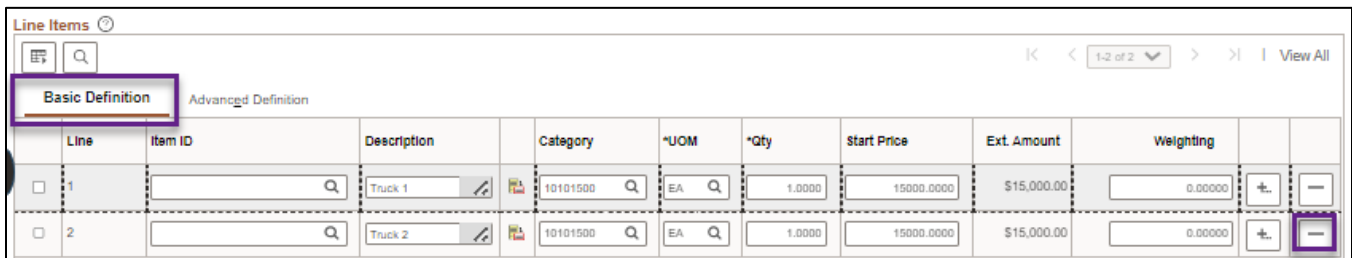 Line Items
1-2 of 2 | View All
Basic Definition Advanced Definition
Line Item ID Description Category *UOM *Qty Start Price Ext. Amount Weighting
1 Truck 1 10101500 EA 1.0000 15000.0000 $15,000.00 0.00000
2 Truck 2 10101500 EA 1.0000 15000.0000 $15,000.00 0.00000